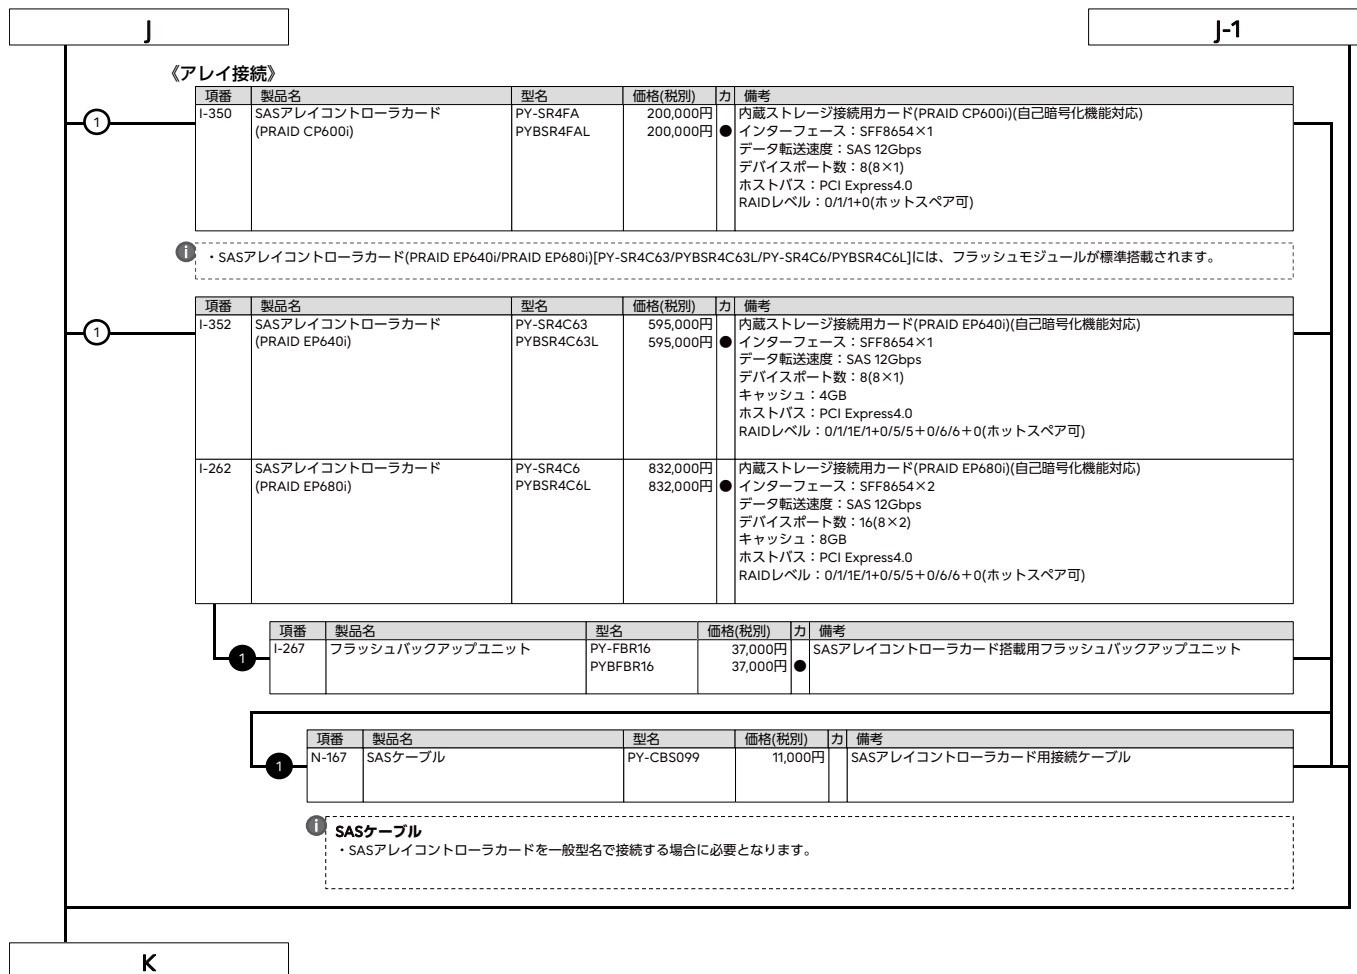 J
J-1
《アレイ接続》
項番 製品名 型名 価格(税別) カ 備考
① I-350 SASアレイコントローラカード PY-SR4FA 200,000円 内蔵ストレージ接続用カード(PRAID CP600i)(自己暗号化機能対応)
(PRAID CP600i) PYBSR4FAL 200,000円 ● インターフェース：SFF8654×1
データ転送速度：SAS 12Gbps
デバイスポート数：8(8×1)
ホストバス：PCI Express4.0
RAIDレベル：0/1/1+0(ホットスペア可)
i ・SASアレイコントローラカード(PRAID EP640i/PRAID EP680i)[PY-SR4C63/PYBSR4C63L/PY-SR4C6/PYBSR4C6L]には、フラッシュモジュールが標準搭載されます。
項番 製品名 型名 価格(税別) カ 備考
① I-352 SASアレイコントローラカード PY-SR4C63 595,000円 内蔵ストレージ接続用カード(PRAID EP640i)(自己暗号化機能対応)
(PRAID EP640i) PYBSR4C63L 595,000円 ● インターフェース：SFF8654×1
データ転送速度：SAS 12Gbps
デバイスポート数：8(8×1)
キャッシュ：4GB
ホストバス：PCI Express4.0
RAIDレベル：0/1/1E/1+0/5/5＋0/6/6＋0(ホットスペア可)
I-262 SASアレイコントローラカード PY-SR4C6 832,000円 内蔵ストレージ接続用カード(PRAID EP680i)(自己暗号化機能対応)
(PRAID EP680i) PYBSR4C6L 832,000円 ● インターフェース：SFF8654×2
データ転送速度：SAS 12Gbps
デバイスポート数：16(8×2)
キャッシュ：8GB
ホストバス：PCI Express4.0
RAIDレベル：0/1/1E/1+0/5/5＋0/6/6＋0(ホットスペア可)
項番 製品名 型名 価格(税別) カ 備考
❶ I-267 フラッシュバックアップユニット PY-FBR16 37,000円 SASアレイコントローラカード搭載用フラッシュバックアップユニット
PYBFBR16 37,000円 ●
項番 製品名 型名 価格(税別) カ 備考
❶ N-167 SASケーブル PY-CBS099 11,000円 SASアレイコントローラカード用接続ケーブル
i SASケーブル
・SASアレイコントローラカードを一般型名で接続する場合に必要となります。
K